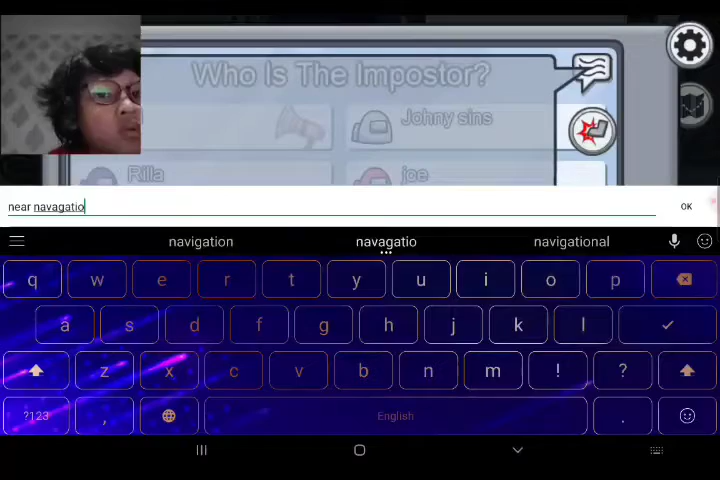 Who Is The Impostor?
Johny sins
Rilla
joe
near navagatio
OK
navigation navagatio navigational
q w e r t y u i o p
a s d f g h j k l
z x c v b n m ! ?
?123 , English .